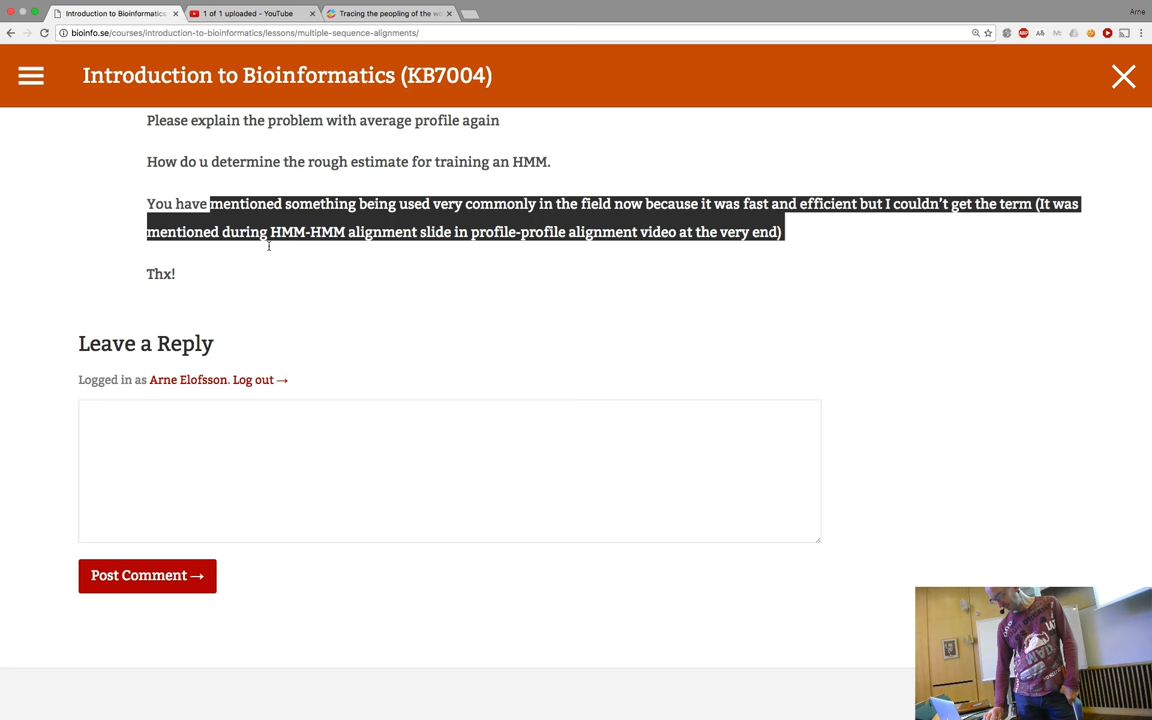 Introduction to Bioinformatics
1 of 1 uploaded - YouTube
Tracing the peopling of the wo
Arne
bioinfo.se/courses/introduction-to-bioinformatics/lessons/multiple-sequence-alignments/
Introduction to Bioinformatics (KB7004)
Please explain the problem with average profile again
How do u determine the rough estimate for training an HMM.
You have mentioned something being used very commonly in the field now because it was fast and efficient but I couldn't get the term (It was
mentioned during HMM-HMM alignment slide in profile-profile alignment video at the very end)
Thx!
Leave a Reply
Logged in as Arne Elofsson. Log out →
Post Comment →